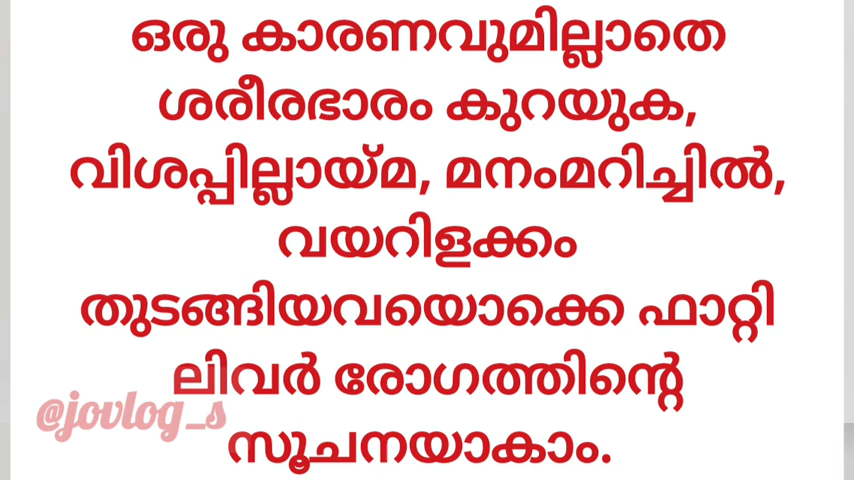 ഒരു കാരണവുമില്ലാതെ
ശരീരഭാരം കുറയുക,
വിശപ്പില്ലായ്മ, മനംമറിച്ചിൽ,
വയറിളക്കം
തുടങ്ങിയവയൊക്കെ ഫാറ്റി
ലിവർ രോഗത്തിന്റെ
@jovlog_s
സൂചനയാകാം.